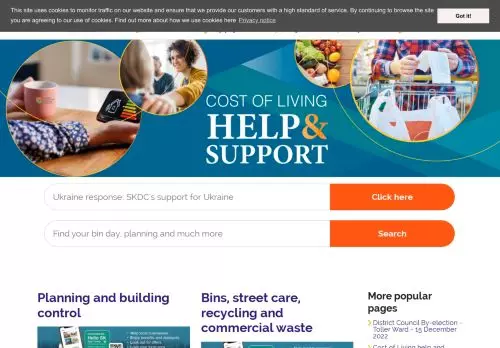 This site uses cookies to monitor traffic on our website and ensure that we provide our customers with a high standard of service. By continuing to browse the site
you are agreeing to our use of cookies. Find out more about how we use cookies here Privacy notice
Got it!
COST OF LIVING
HELP&
SUPPORT
Ukraine response: SKDC's support for Ukraine
Click here
Find your bin day, planning and much more
Search
Planning and building
control
Bins, street care,
recycling and
commercial waste
More popular
pages
District Council By-election -
Toller Ward - 15 December
2022
Cost of Living help and